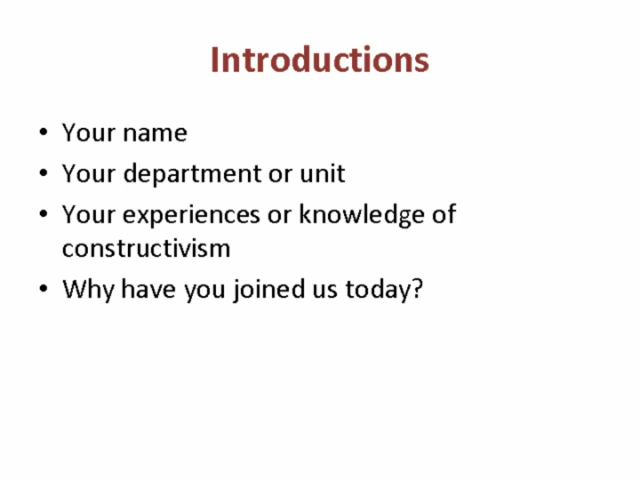 Introductions
• Your name
• Your department or unit
• Your experiences or knowledge of
constructivism
• Why have you joined us today?